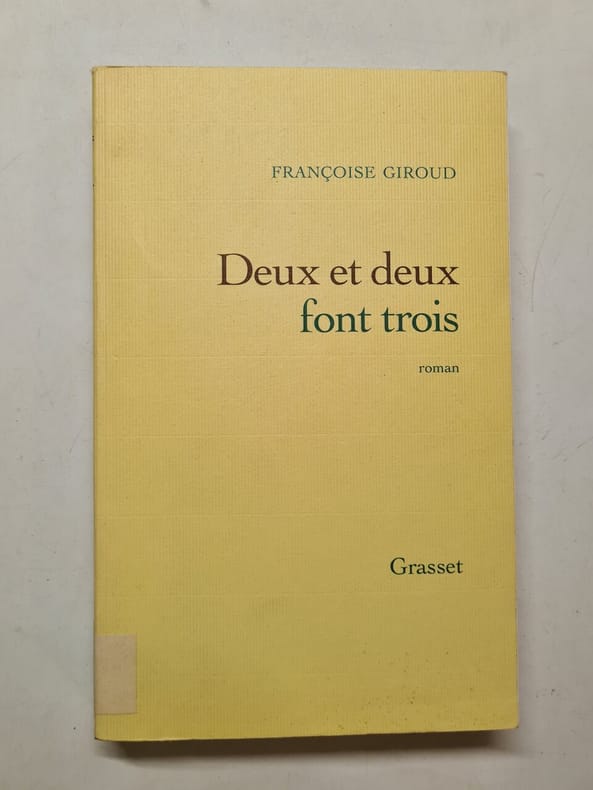 FRANÇOISE GIROUD
Deux et deux
font trois
roman
Grasset